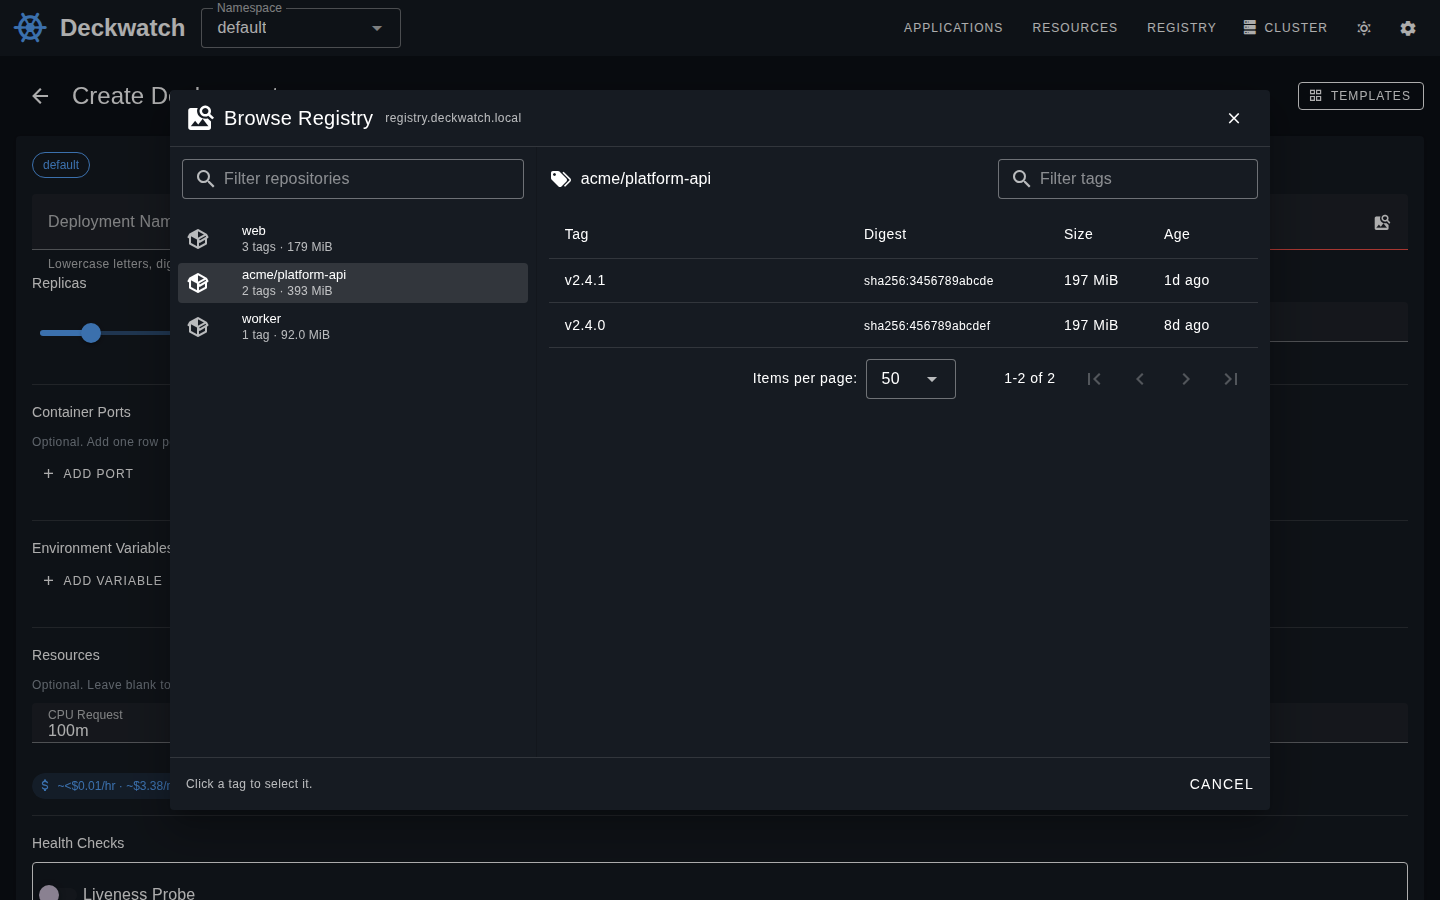 Deckwatch
Namespace
default
APPLICATIONS
RESOURCES
REGISTRY
CLUSTER
TEMPLATES
default
Lowercase letters,
Replicas
Container Ports
Optional. Add one row
ADD PORT
Environment Variables
ADD VARIABLE
Resources
Optional. Leave blank to
CPU Request
100m
~<$0.01/hr · ~$3.38/
Health Checks
Liveness Probe
Browse Registry
registry.deckwatch.local
Filter repositories
web
3 tags · 179 MiB
acme/platform-api
2 tags · 393 MiB
worker
1 tag · 92.0 MiB
acme/platform-api
Filter tags
Tag Digest Size Age
v2.4.1 sha256:3456789abcde 197 MiB 1d ago
v2.4.0 sha256:456789abcdef 197 MiB 8d ago
Items per page: 50 1-2 of 2
Click a tag to select it.
CANCEL
Create
Deployment